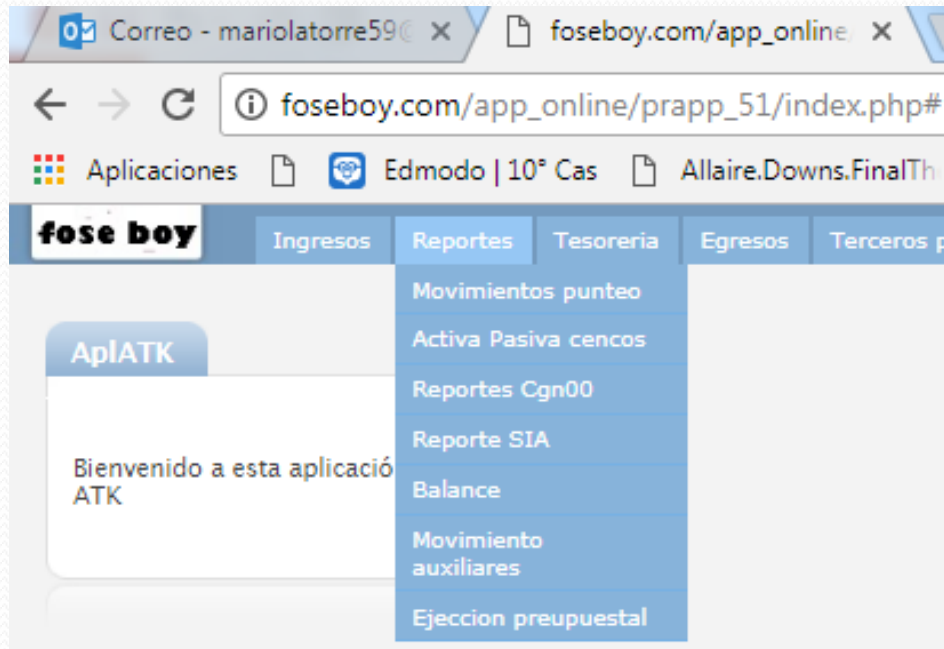 Correo - mariolatorre59@
foseboy.com/app_online/
foseboy.com/app_online/prapp_51/index.php#
Aplicaciones
Edmodo | 10° Cas
Allaire.Downs.FinalTh
fose boy
Ingresos
Reportes
Tesoreria
Egresos
Terceros p
Movimientos punteo
Activa Pasiva cencos
Reportes Cgn00
Reporte SIA
Balance
Movimiento
auxiliares
Ejeccion preupuestal
AplATK
Bienvenido a esta aplicació
ATK